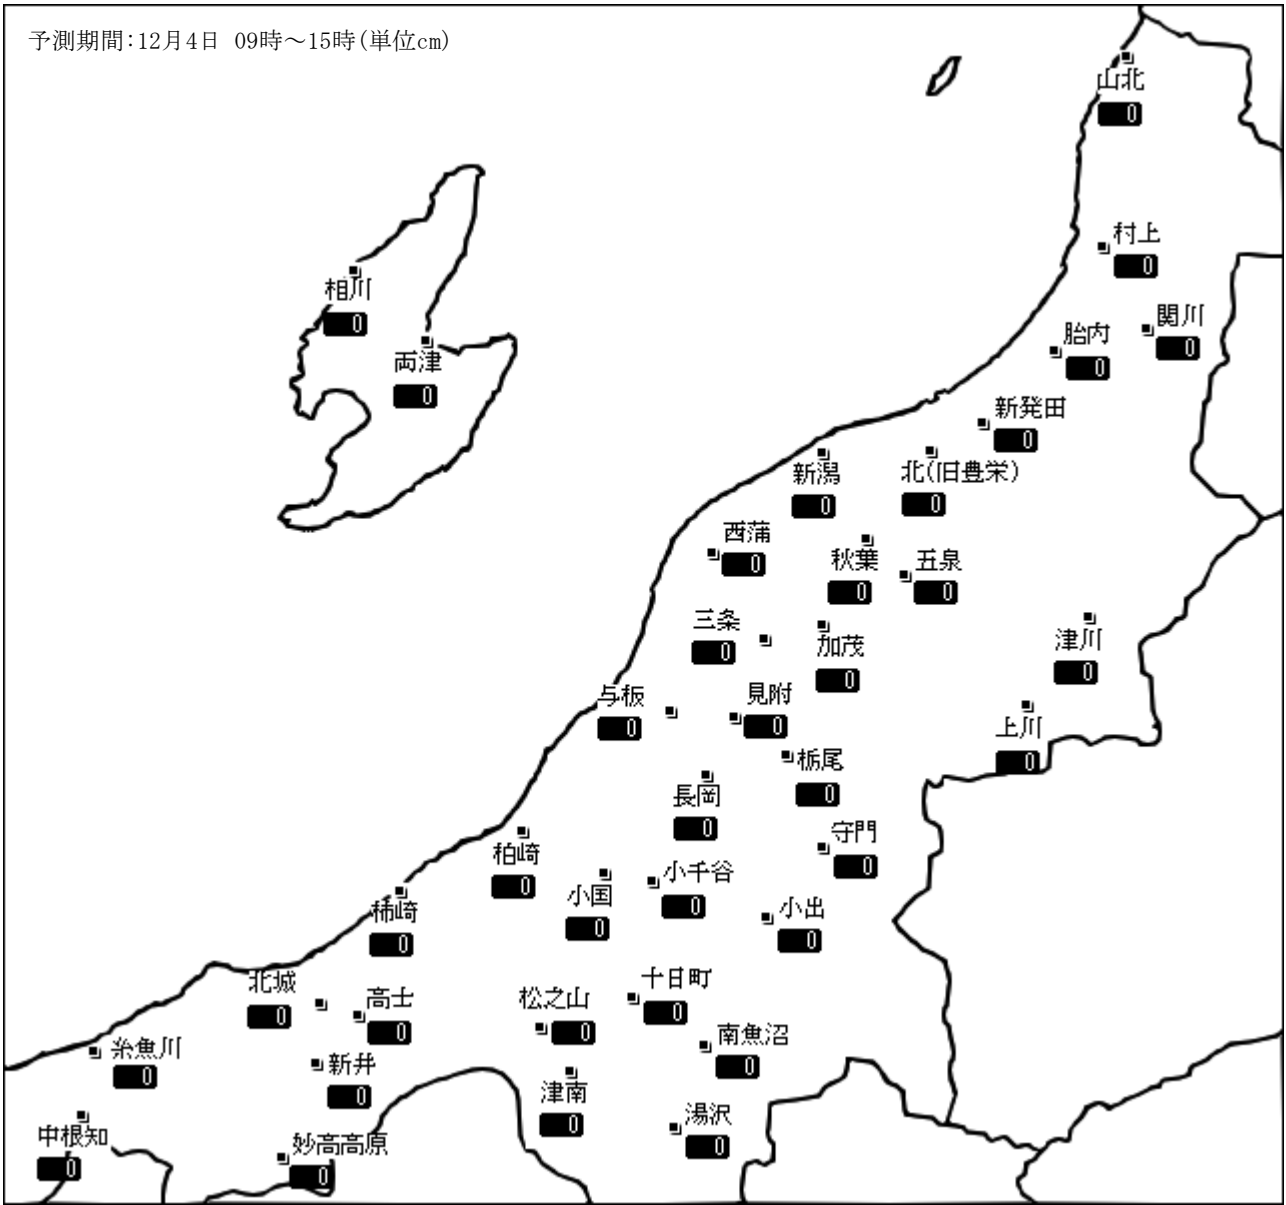 予測期間:12月4日 09時～15時(単位cm)
山北
0
村上
0
相川
0
関川
0
胎内
0
両津
0
新発田
0
新潟
0
北(旧豊栄)
0
西蒲
0
秋葉
0
五泉
0
三条
0
加茂
0
津川
0
与板
0
見附
0
上川
0
栃尾
0
長岡
0
守門
0
柏崎
0
小千谷
0
小国
0
柿崎
0
小出
0
北城
0
高士
0
松之山
0
十日町
0
南魚沼
0
糸魚川
0
新井
0
津南
0
湯沢
0
中根知
0
妙高高原
0